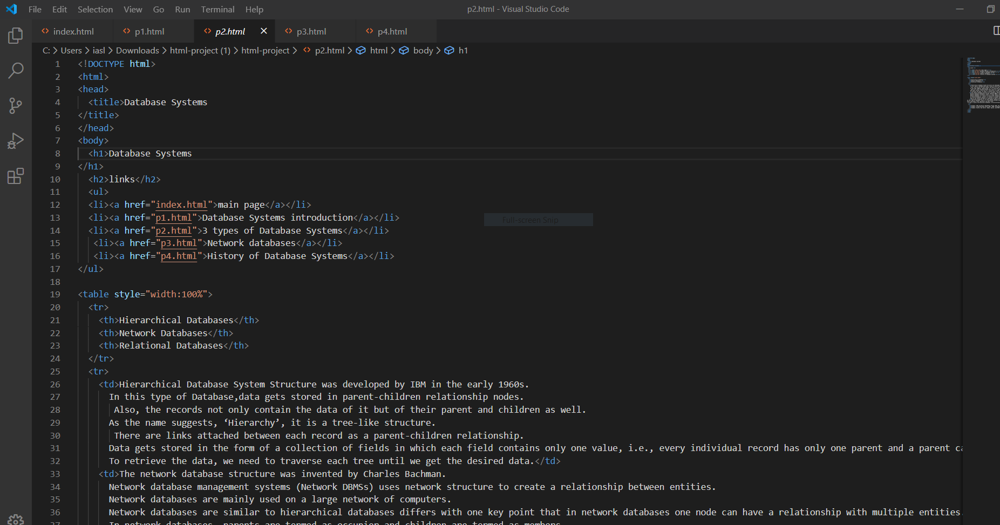 File Edit Selection View Go Run Terminal Help
p2.html - Visual Studio Code
index.html
p1.html
p2.html
p3.html
p4.html
C: > Users > iasl > Downloads > html-project (1) > html-project > <> p2.html > html > body > h1
1 <!DOCTYPE html>
2 <html>
3 <head>
4 <title>Database Systems
5 </title>
6 </head>
7 <body>
8 <h1>Database Systems
9 </h1>
10 <h2>links</h2>
11 <ul>
12 <li><a href="index.html">main page</a></li>
13 <li><a href="p1.html">Database Systems introduction</a></li>
Full-screen Snip
14 <li><a href="p2.html">3 types of Database Systems</a></li>
15 <li><a href="p3.html">Network databases</a></li>
16 <li><a href="p4.html">History of Database Systems</a></li>
17 </ul>
18
19 <table style="width:100%">
20 <tr>
21 <th>Hierarchical Databases</th>
22 <th>Network Databases</th>
23 <th>Relational Databases</th>
24 </tr>
25 <tr>
26 <td>Hierarchical Database System Structure was developed by IBM in the early 1960s.
27 In this type of Database,data gets stored in parent-children relationship nodes.
28 Also, the records not only contain the data of it but of their parent and children as well.
29 As the name suggests, ‘Hierarchy’, it is a tree-like structure.
30 There are links attached between each record as a parent-children relationship.
31 Data gets stored in the form of a collection of fields in which each field contains only one value, i.e., every individual record has only one parent and a parent
32 To retrieve the data, we need to traverse each tree until we get the desired data.</td>
33 <td>The network database structure was invented by Charles Bachman.
34 Network database management systems (Network DBMSs) uses network structure to create a relationship between entities.
35 Network databases are mainly used on a large network of computers.
36 Network databases are similar to hierarchical databases differs with one key point that in network databases one node can have a relationship with multiple entities.
37 In network databases, parents are termed as occupier and children are termed as members.